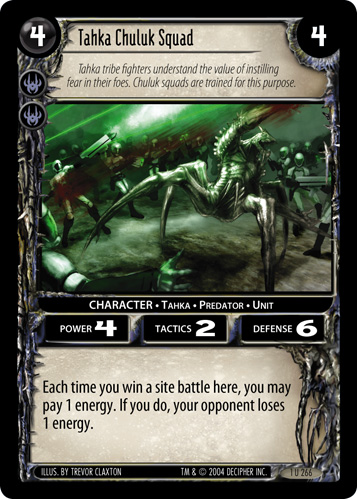 4 Tahka Chuluk Squad 4
Tahka tribe fighters understand the value of instilling
fear in their foes. Chuluk squads are trained for this purpose.
CHARACTER • TAHKA • PREDATOR • UNIT
POWER 4 TACTICS 2 DEFENSE 6
Each time you win a site battle here, you may
pay 1 energy. If you do, your opponent loses
1 energy.
ILLUS. BY TREVOR CLAXTON TM & © 2004 DECIPHER INC. 1 U 266